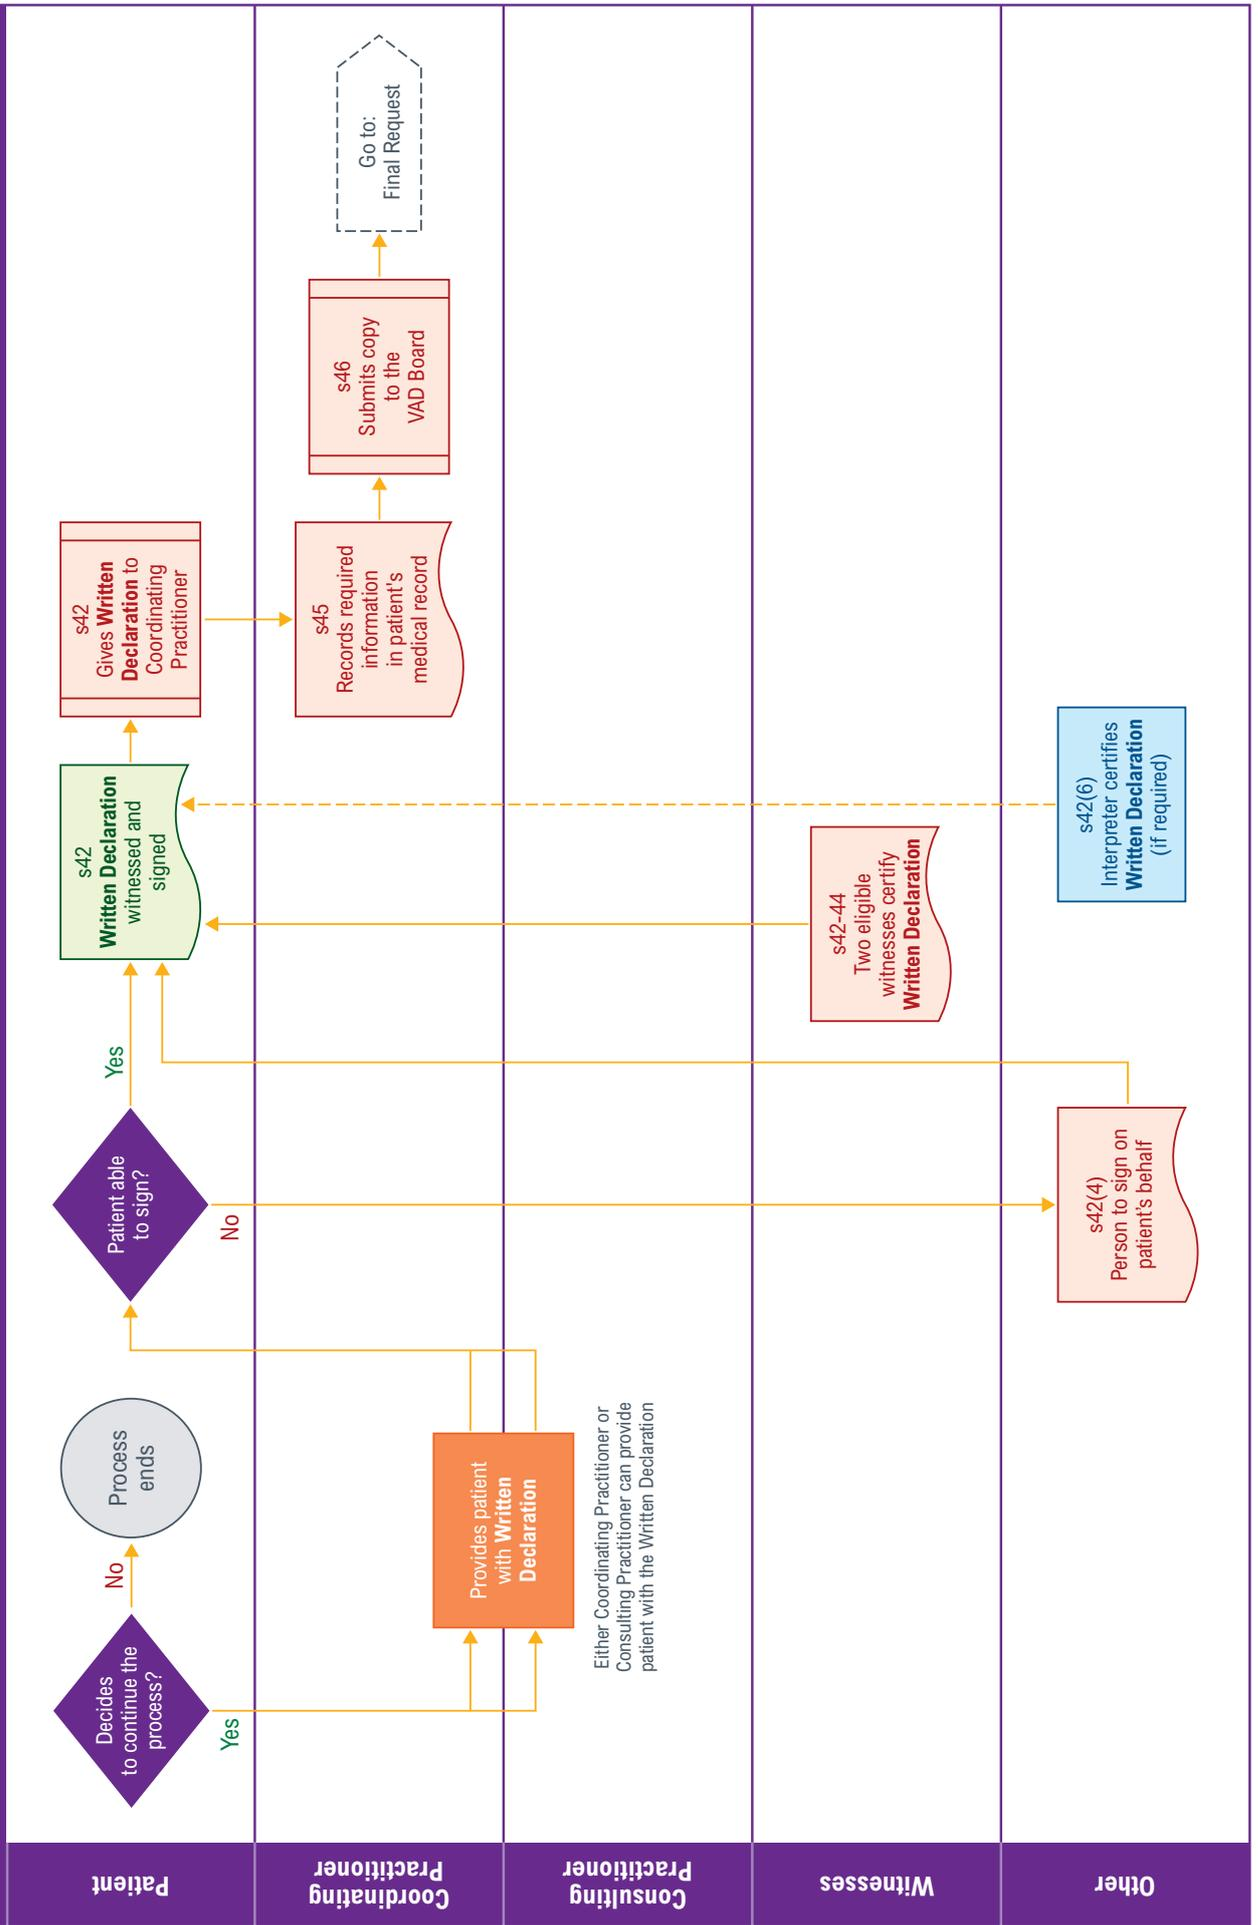 Patient
Decides
to continue the
process?
No
Process
ends
Yes
Patient able
to sign?
Yes
No
s42
Written Declaration
witnessed and
signed
s42
Gives Written
Declaration to
Coordinating
Practitioner
Coordinating
Practitioner
Provides patient
with Written
Declaration
s45
Records required
information
in patient's
medical record
s46
Submits copy
to the
VAD Board
Go to:
Final Request
Consulting
Practitioner
Either Coordinating Practitioner or
Consulting Practitioner can provide
patient with the Written Declaration
Witnesses
s42-44
Two eligible
witnesses certify
Written Declaration
Other
s42(4)
Person to sign on
patient's behalf
s42(6)
Interpreter certifies
Written Declaration
(if required)